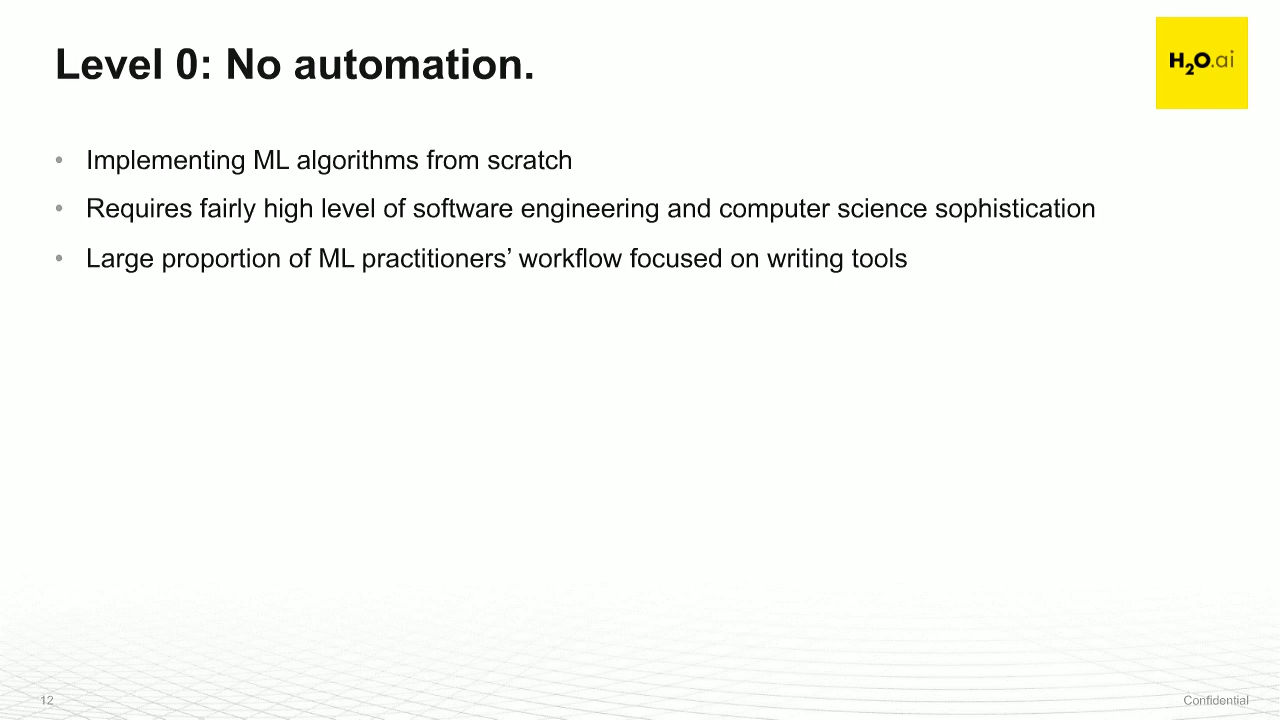 Level 0: No automation.
H2O.ai
• Implementing ML algorithms from scratch
• Requires fairly high level of software engineering and computer science sophistication
• Large proportion of ML practitioners’ workflow focused on writing tools
12
Confidential